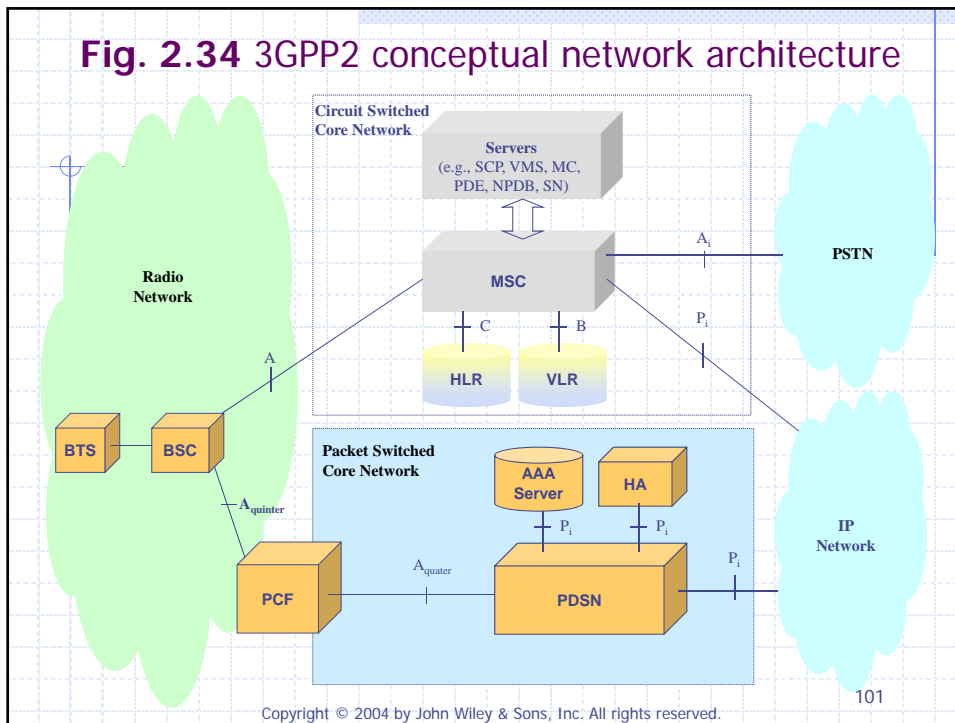 Fig. 2.34 3GPP2 conceptual network architecture
Circuit Switched
Core Network
Servers
(e.g., SCP, VMS, MC,
PDE, NPDB, SN)
Ai
PSTN
MSC
Radio
Network
Pi
C
B
A
HLR
VLR
BTS
BSC
Packet Switched
Core Network
AAA
Server
HA
Aquinter
Pi
Pi
IP
Network
Aquater
Pi
PCF
PDSN
101
Copyright © 2004 by John Wiley & Sons, Inc. All rights reserved.